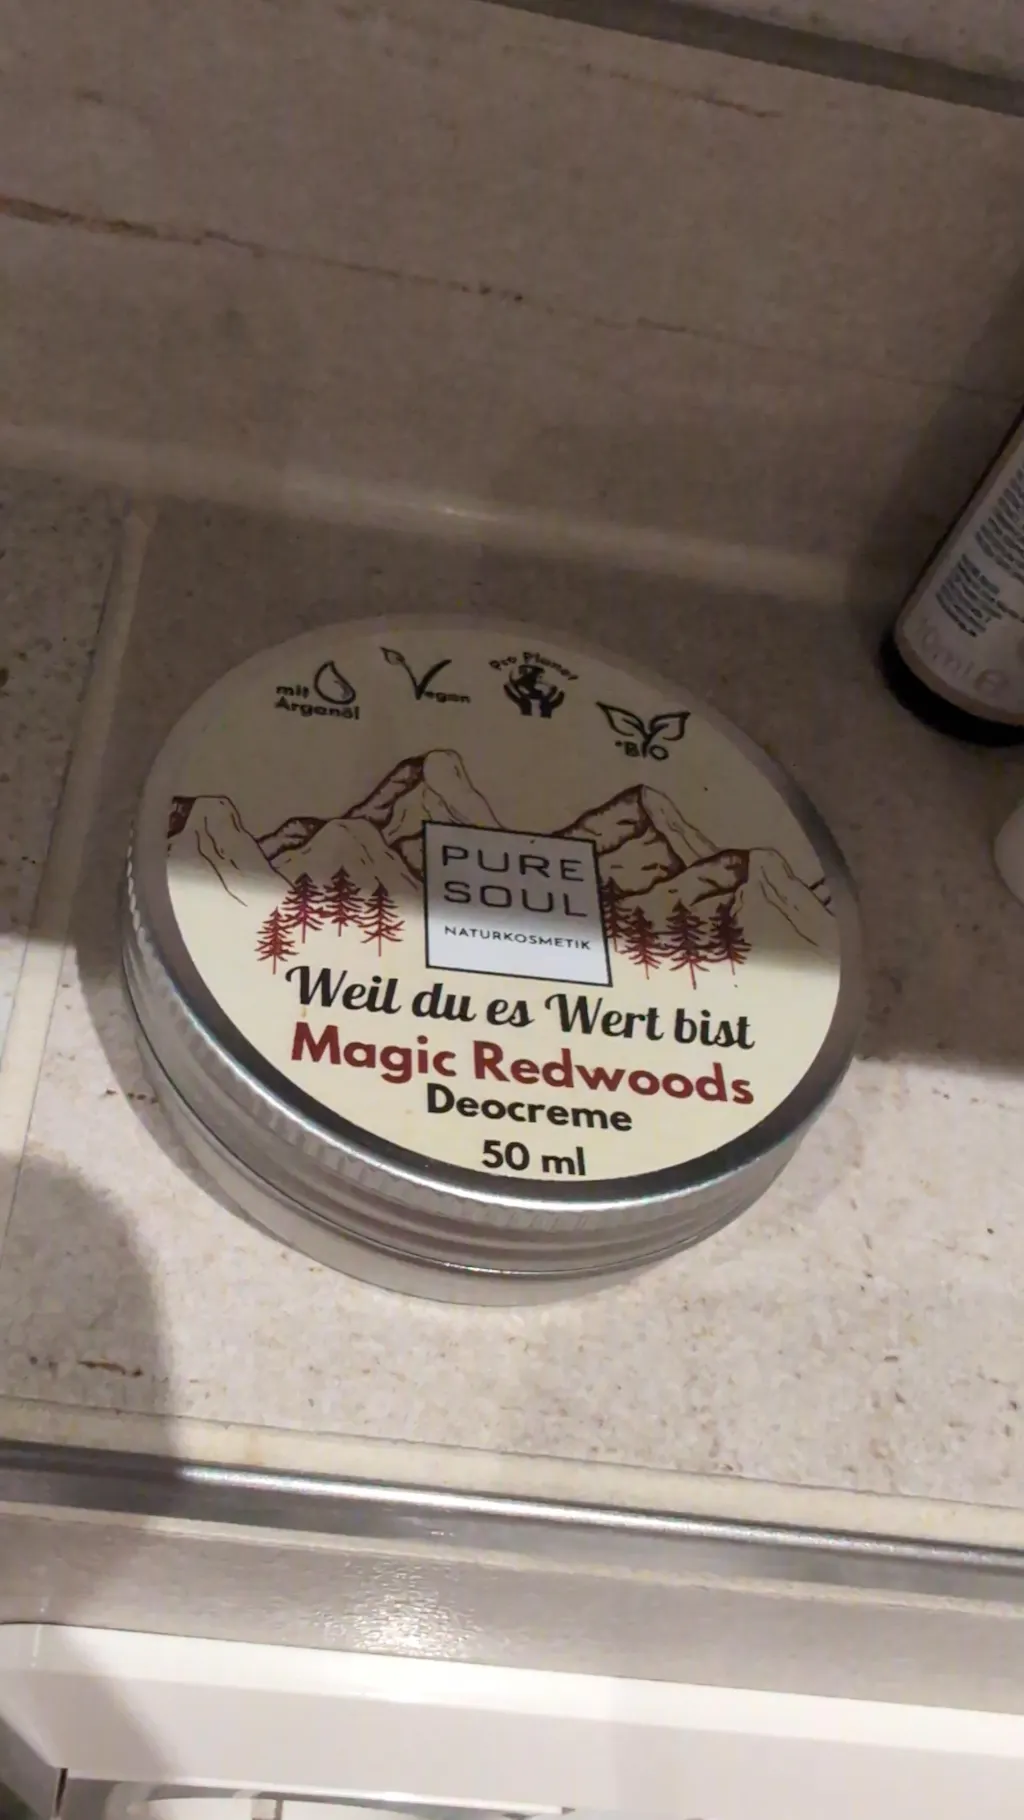 mit
Arganöl
Vegan
Pro Planet
*BIO
PURE
SOUL
NATURKOSMETIK
Weil du es Wert bist
Magic Redwoods
Deocreme
50 ml